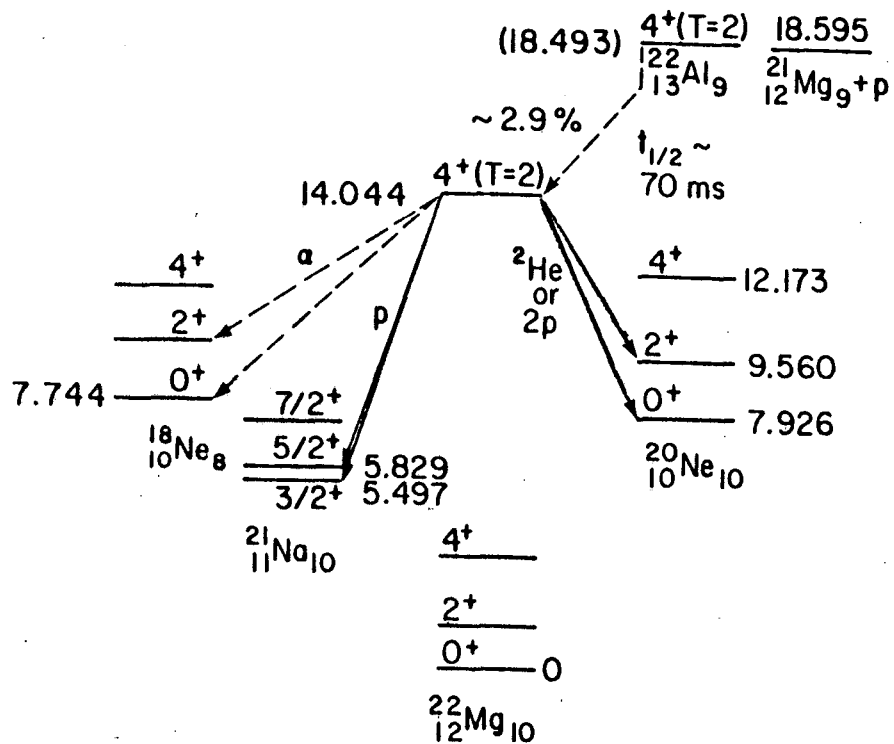 (18.493) 4⁺(T=2) 18.595
²²₁₃Al₉ ²¹₁₂Mg₉+p
~2.9%
t₁/₂ ~
70 ms
14.044 4⁺(T=2)
α
p
²He
or
2p
4⁺
2⁺
7.744 0⁺
¹⁸₁₀Ne₈
7/2⁺
5/2⁺ 5.829
3/2⁺ 5.497
²¹₁₁Na₁₀
4⁺ 12.173
2⁺ 9.560
0⁺ 7.926
²⁰₁₀Ne₁₀
4⁺
2⁺
0⁺ 0
²²₁₂Mg₁₀